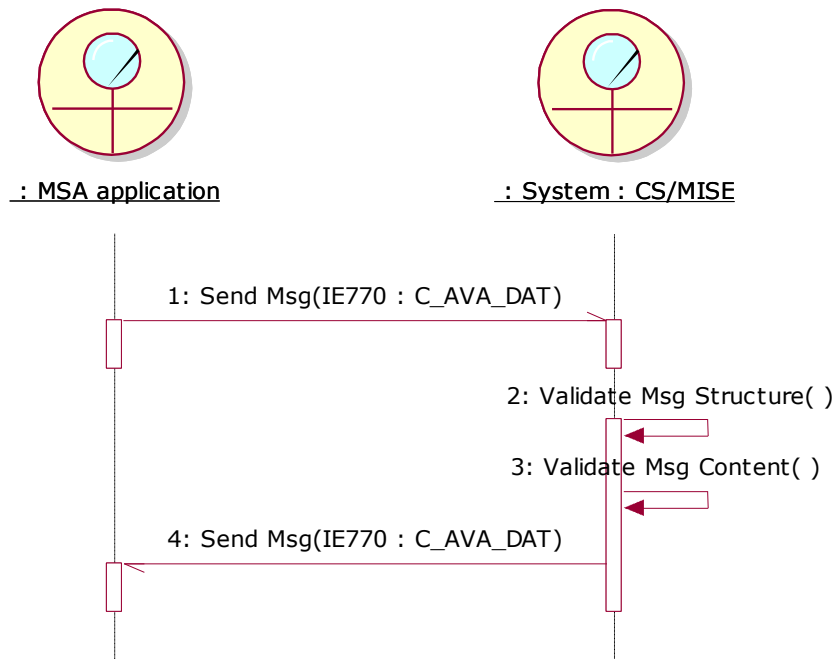 : MSA application
: System : CS/MISE
1: Send Msg(IE770 : C_AVA_DAT)
2: Validate Msg Structure( )
3: Validate Msg Content( )
4: Send Msg(IE770 : C_AVA_DAT)